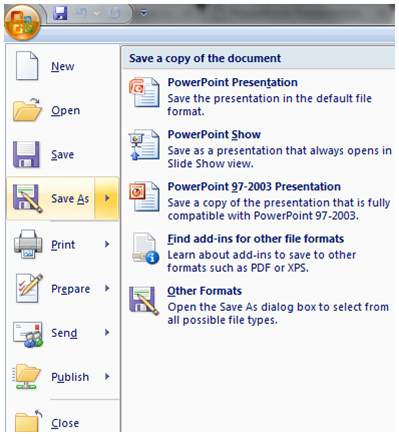 Save a copy of the document
New
Open
Save
Save As
Print
Prepare
Send
Publish
Close
PowerPoint Presentation
Save the presentation in the default file
format.
PowerPoint Show
Save as a presentation that always opens in
Slide Show view.
PowerPoint 97-2003 Presentation
Save a copy of the presentation that is fully
compatible with PowerPoint 97-2003.
Find add-ins for other file formats
Learn about add-ins to save to other
formats such as PDF or XPS.
Other Formats
Open the Save As dialog box to select from
all possible file types.